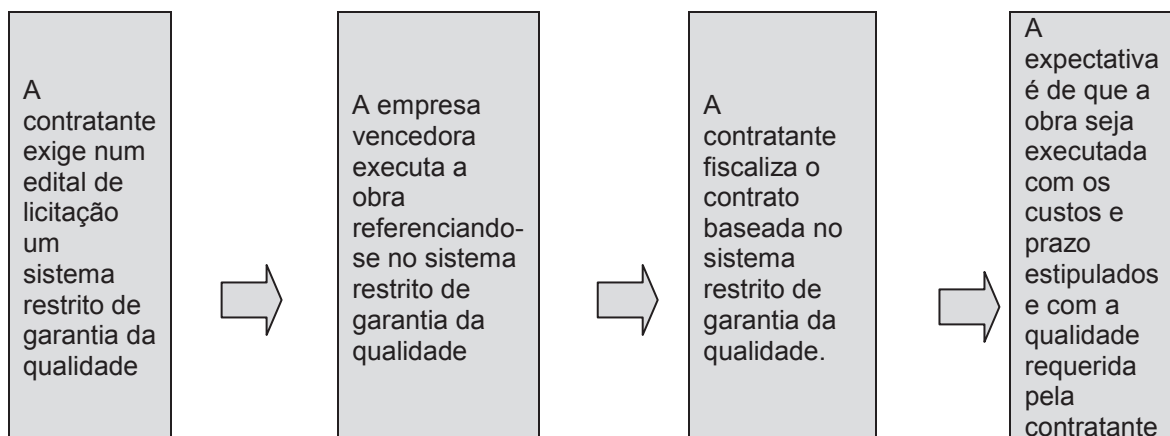 A
contratante
exige num
edital de
licitação
um
sistema
restrito de
garantia da
qualidade
A empresa
vencedora
executa a
obra
referenciando-
se no sistema
restrito de
garantia da
qualidade
A
contratante
fiscaliza o
contrato
baseada no
sistema
restrito de
garantia da
qualidade.
A
expectativa
é de que a
obra seja
executada
com os
custos e
prazo
estipulados
e com a
qualidade
requerida
pela
contratante